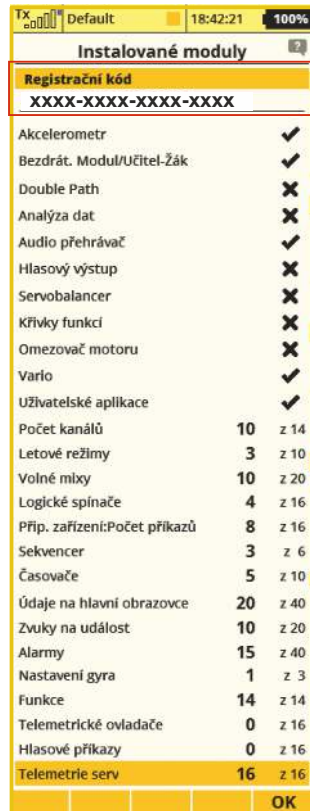 Tx Default 18:42:21 100%
Instalované moduly ?
Registrační kód
XXXX-XXXX-XXXX-XXXX
Akcelerometr
Bezdrát. Modul/Učitel-Žák
Double Path
Analýza dat
Audio přehrávač
Hlasový výstup
Servobalancer
Křivky funkcí
Omezovač motoru
Vario
Uživatelské aplikace
Počet kanálů 10 z 14
Letové režimy 3 z 10
Volné mixy 10 z 20
Logické spínače 4 z 16
Přip. zařízení:Počet příkazů 8 z 16
Sekvencer 3 z 6
Časovače 5 z 10
Údaje na hlavní obrazovce 20 z 40
Zvuky na událost 10 z 20
Alarmy 15 z 40
Nastavení gyra 1 z 3
Funkce 14 z 14
Telemetrické ovladače 0 z 16
Hlasové příkazy 0 z 16
Telemetrie serv 16 z 16
OK